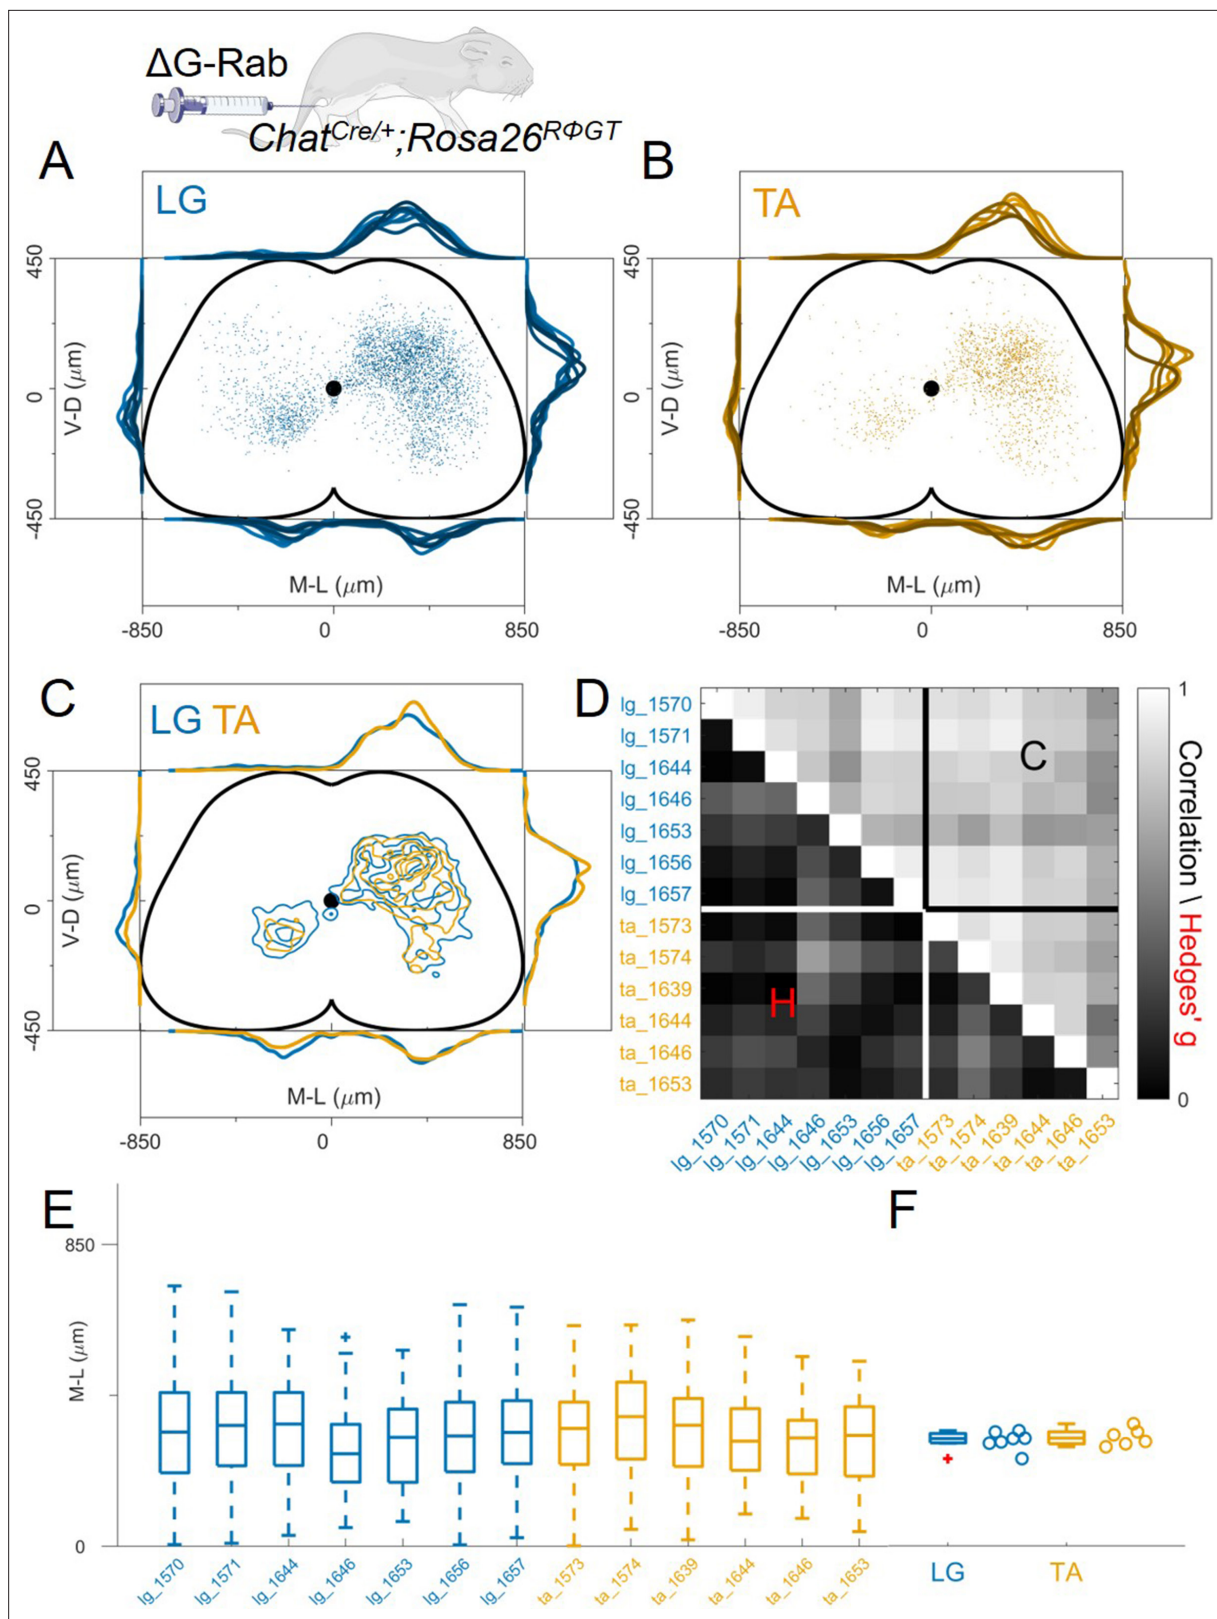 ΔG-Rab
Chat^Cre/+;Rosa26^RΦGT
A
LG
450
0
-450
V-D (μm)
M-L (μm)
-850
0
850
B
TA
450
0
-450
V-D (μm)
M-L (μm)
-850
0
850
C
LG TA
450
0
-450
V-D (μm)
M-L (μm)
-850
0
850
D
lg_1570
lg_1571
lg_1644
lg_1646
lg_1653
lg_1656
lg_1657
ta_1573
ta_1574
ta_1639
ta_1644
ta_1646
ta_1653
C
H
lg_1570
lg_1571
lg_1644
lg_1646
lg_1653
lg_1656
lg_1657
ta_1573
ta_1574
ta_1639
ta_1644
ta_1646
ta_1653
1
0
Correlation \ Hedges' g
E
850
0
M-L (μm)
lg_1570
lg_1571
lg_1644
lg_1646
lg_1653
lg_1656
lg_1657
ta_1573
ta_1574
ta_1639
ta_1644
ta_1646
ta_1653
F
LG
TA